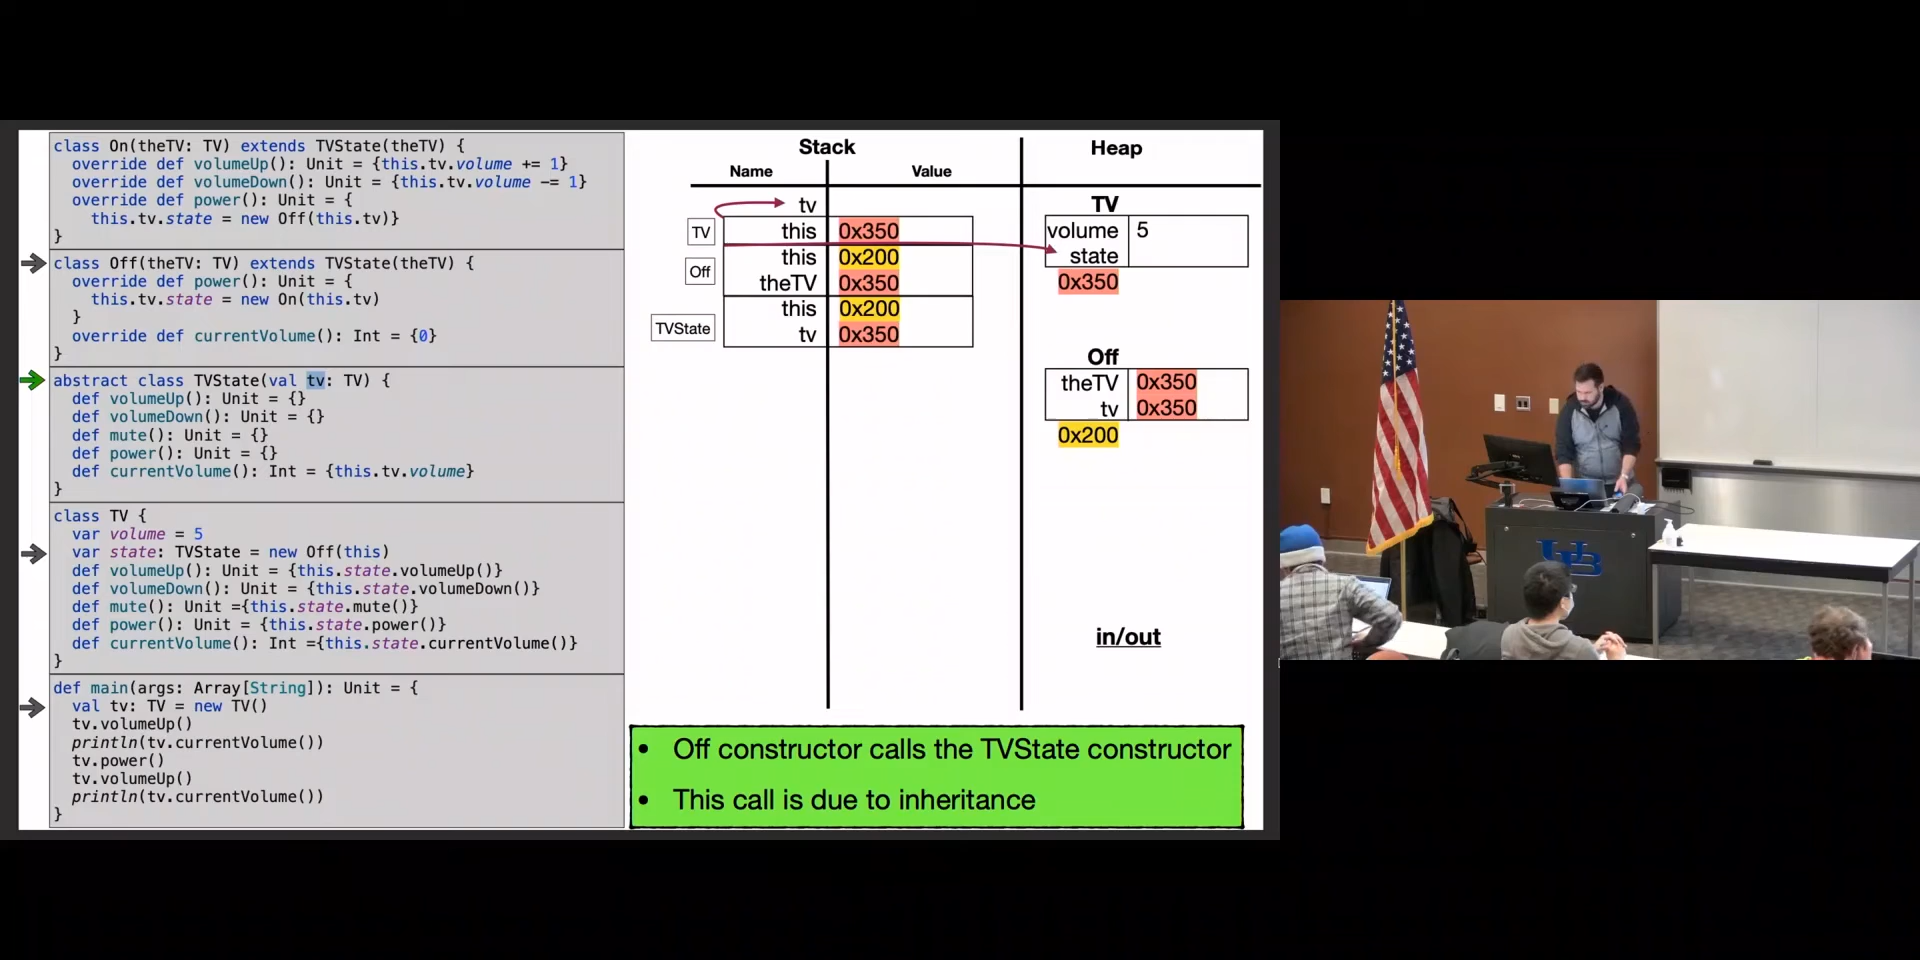 class On(theTV: TV) extends TVState(theTV) {
override def volumeUp(): Unit = {this.tv.volume += 1}
override def volumeDown(): Unit = {this.tv.volume -= 1}
override def power(): Unit = {
this.tv.state = new Off(this.tv)}
}
class Off(theTV: TV) extends TVState(theTV) {
override def power(): Unit = {
this.tv.state = new On(this.tv)
}
override def currentVolume(): Int = {0}
}
abstract class TVState(val tv: TV) {
def volumeUp(): Unit = {}
def volumeDown(): Unit = {}
def mute(): Unit = {}
def power(): Unit = {}
def currentVolume(): Int = {this.tv.volume}
}
class TV {
var volume = 5
var state: TVState = new Off(this)
def volumeUp(): Unit = {this.state.volumeUp()}
def volumeDown(): Unit = {this.state.volumeDown()}
def mute(): Unit ={this.state.mute()}
def power(): Unit = {this.state.power()}
def currentVolume(): Int ={this.state.currentVolume()}
}
def main(args: Array[String]): Unit = {
val tv: TV = new TV()
tv.volumeUp()
println(tv.currentVolume())
tv.power()
tv.volumeUp()
println(tv.currentVolume())
}
Stack
Name Value
tv
TV this 0x350
Off this 0x200
theTV 0x350
TVState this 0x200
tv 0x350
Heap
TV
volume 5
state
0x350
Off
theTV 0x350
tv 0x350
0x200
in/out
• Off constructor calls the TVState constructor
• This call is due to inheritance
UB